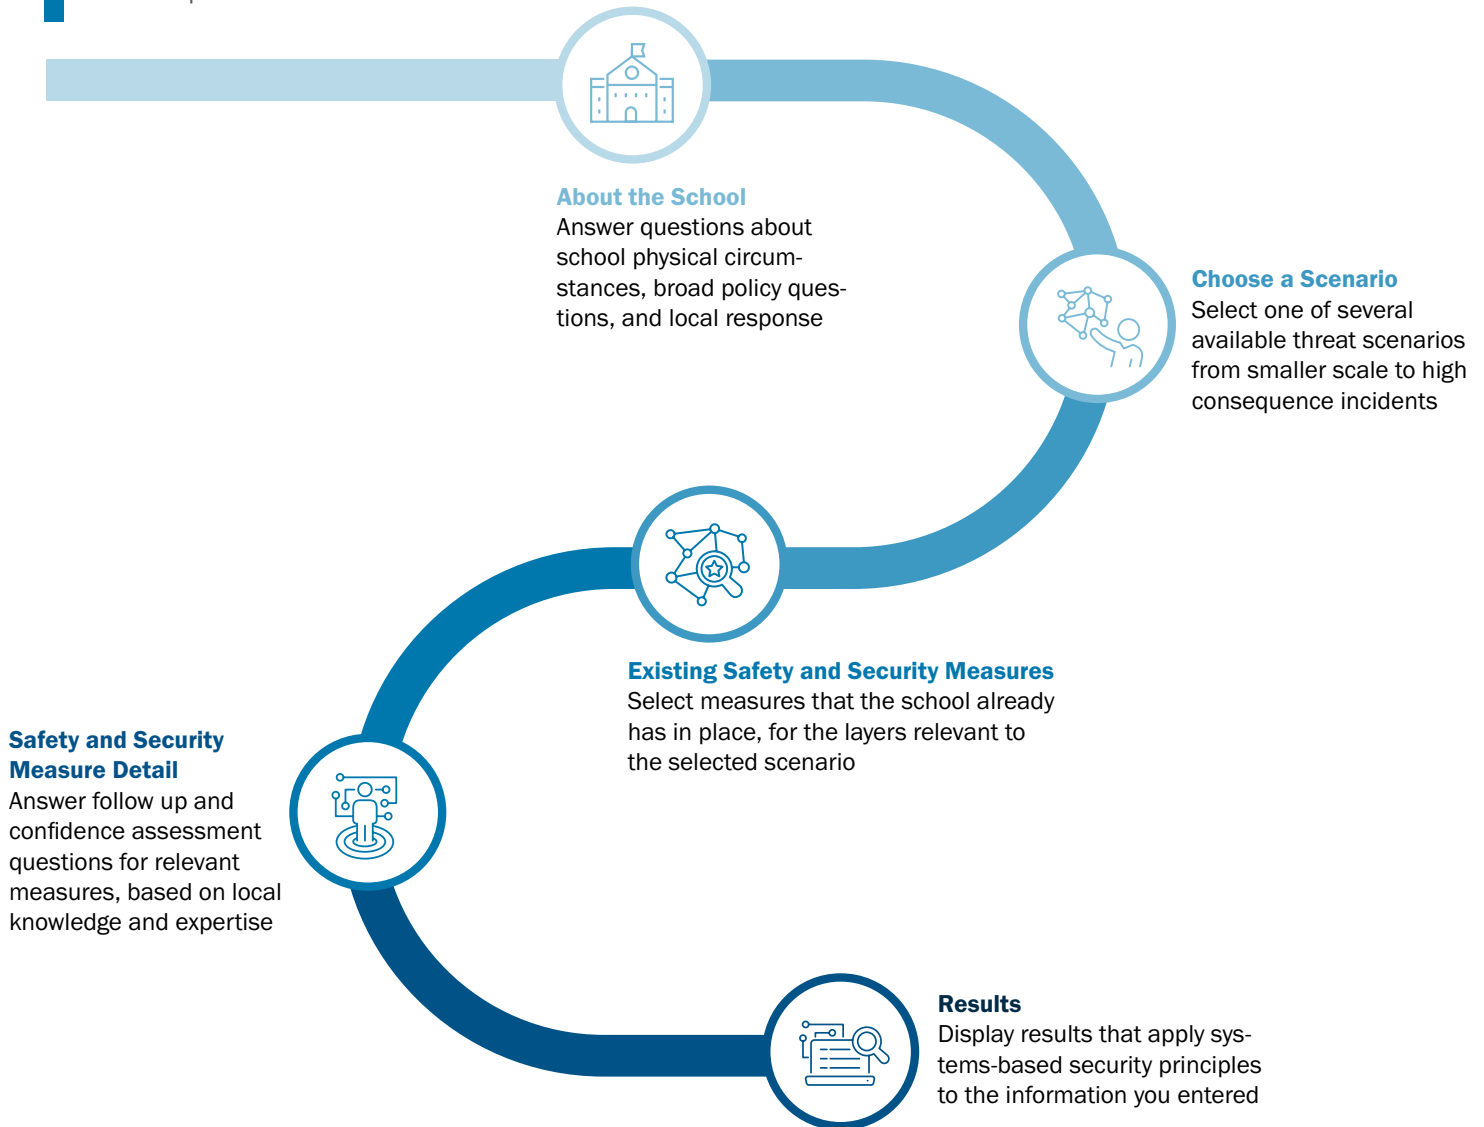 About the School
Answer questions about
school physical circum-
stances, broad policy ques-
tions, and local response
Choose a Scenario
Select one of several
available threat scenarios
from smaller scale to high
consequence incidents
Existing Safety and Security Measures
Select measures that the school already
has in place, for the layers relevant to
the selected scenario
Safety and Security
Measure Detail
Answer follow up and
confidence assessment
questions for relevant
measures, based on local
knowledge and expertise
Results
Display results that apply sys-
tems-based security principles
to the information you entered